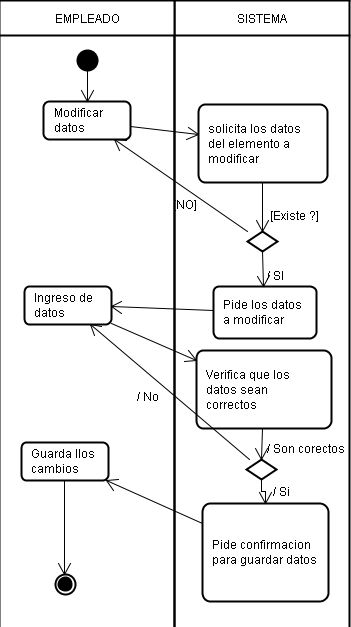 EMPLEADO
SISTEMA
Modificar
datos
solicita los datos
del elemento a
modificar
NO]
[Existe ?]
/ SI
Ingreso de
datos
Pide los datos
a modificar
Verifica que los
datos sean
correctos
/ No
/ Son corectos
Guarda llos
cambios
/ Si
Pide confirmacion
para guardar datos